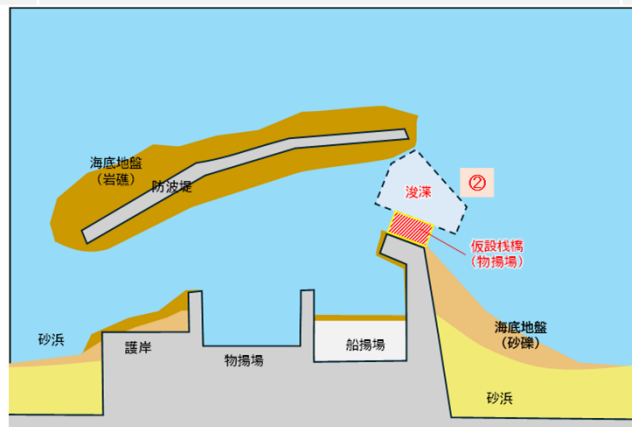 海底地盤
（岩礁）
防波堤
浚渫
②
仮設桟橋
（物揚場）
海底地盤
（砂礫）
砂浜
護岸
物揚場
船揚場
砂浜